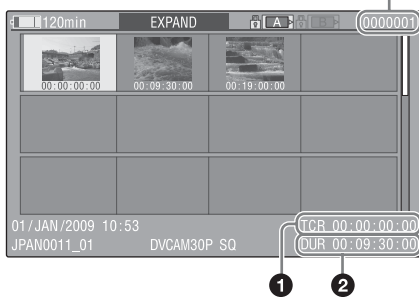 120min EXPAND A B 0000001
00:00:00:00 00:09:30:00 00:19:00:00
01/JAN/2009 10:53 TCR 00:00:00:00
JPAN0011_01 DVCAM30P SQ DUR 00:09:30:00
1 2